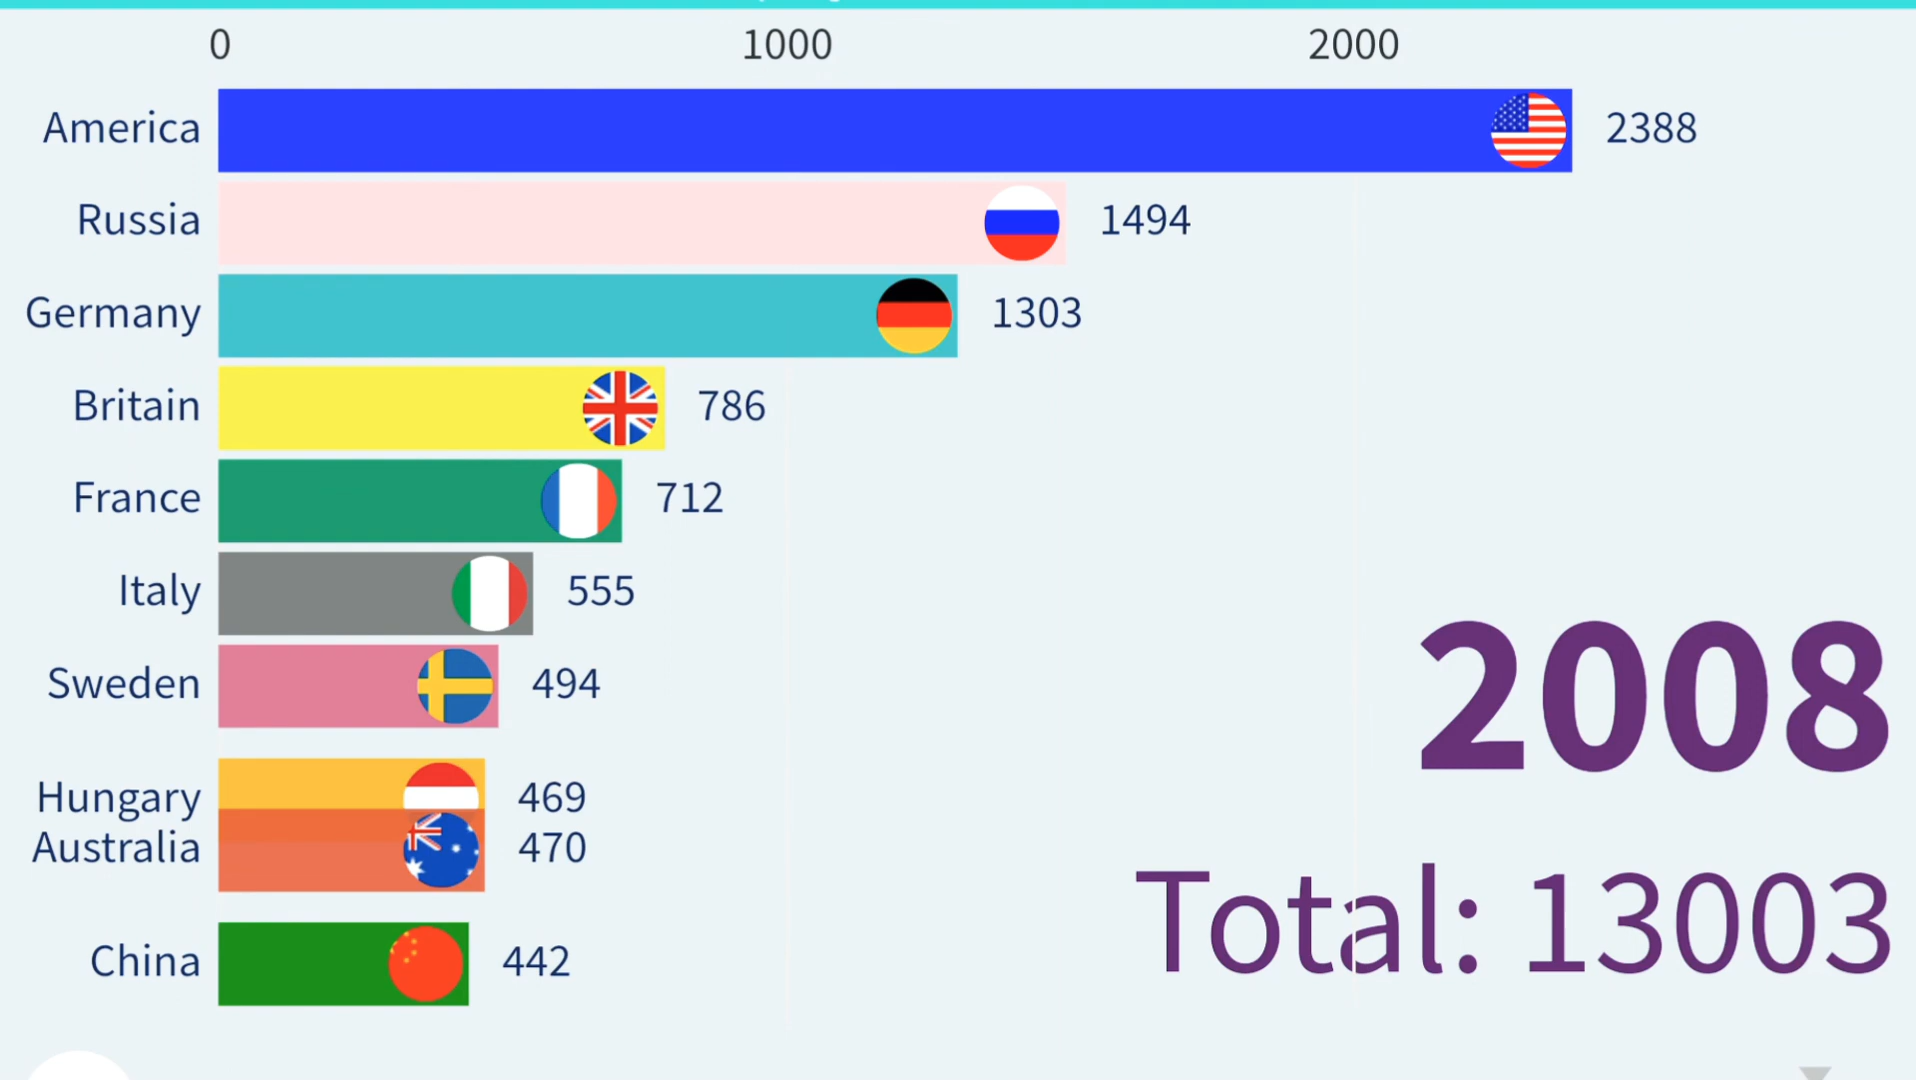 0 1000 2000
America 2388
Russia 1494
Germany 1303
Britain 786
France 712
Italy 555
Sweden 494
Hungary 469
Australia 470
China 442
2008
Total: 13003